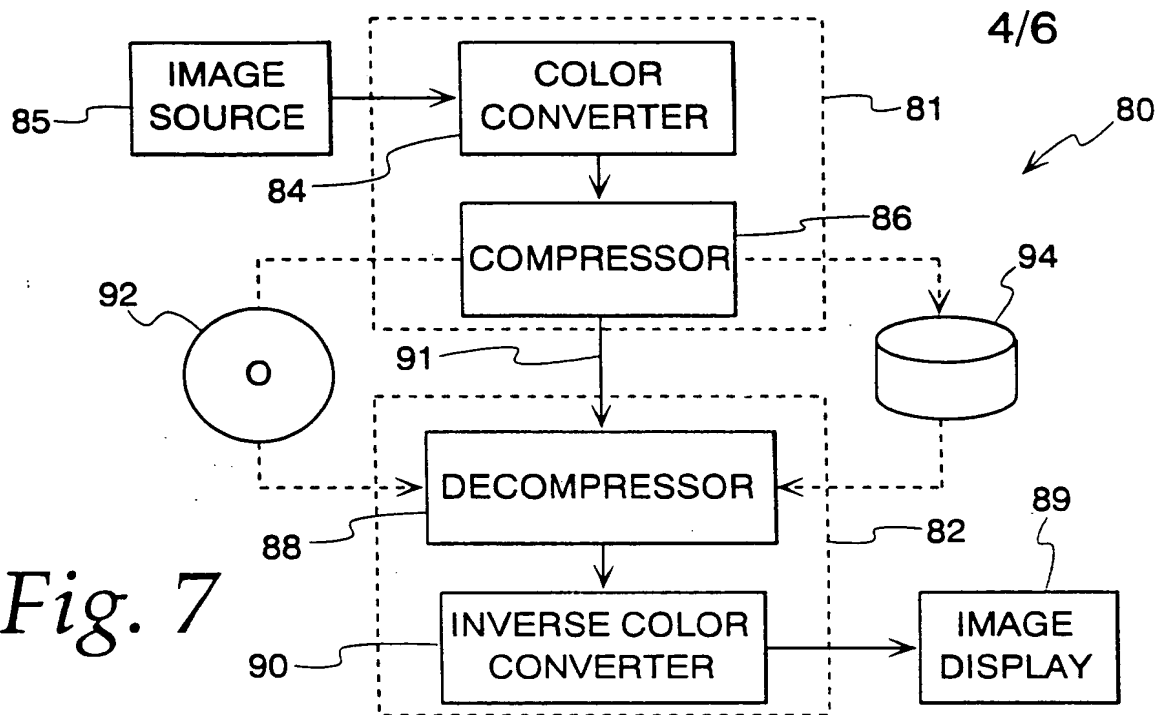 4/6
IMAGE
SOURCE
85
COLOR
CONVERTER
84
81
80
COMPRESSOR
86
92
94
91
DECOMPRESSOR
88
82
89
Fig. 7
INVERSE COLOR
CONVERTER
90
IMAGE
DISPLAY